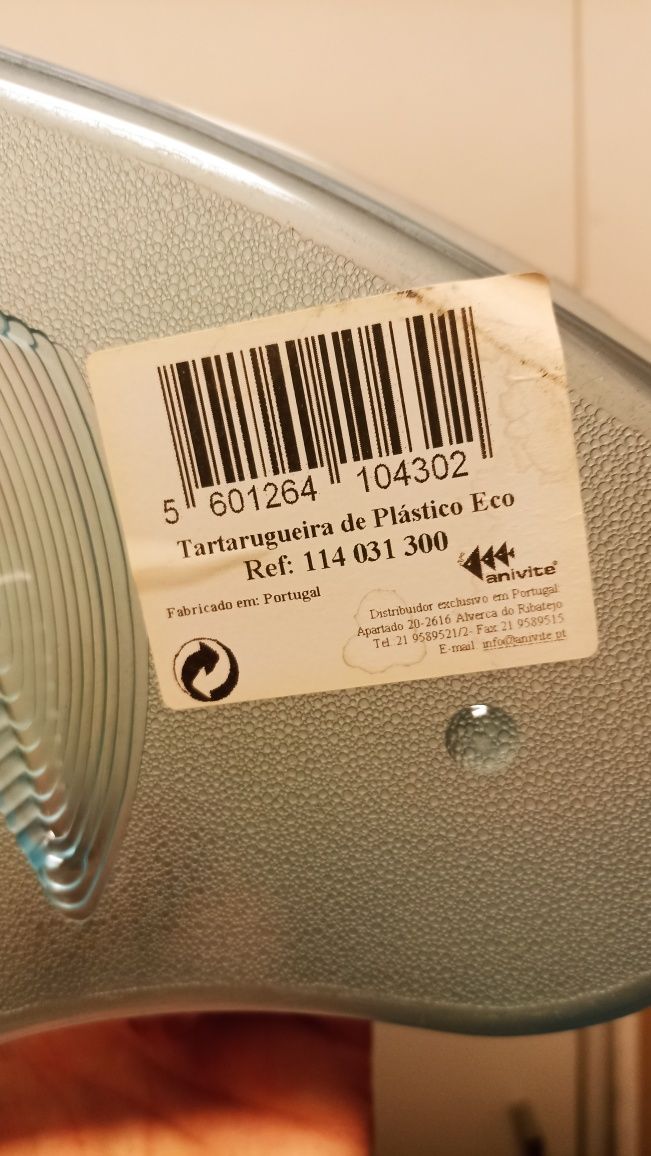 5 601264 104302
Tartarugueira de Plástico Eco
Ref: 114 031 300
anivite®
Fabricado em: Portugal
Distribuidor exclusivo em Portugal:
Apartado 20-2616 Alverca do Ribatejo
Tel. 21 9589521/2- Fax 21 9589515
E-mail. info@anivite.pt